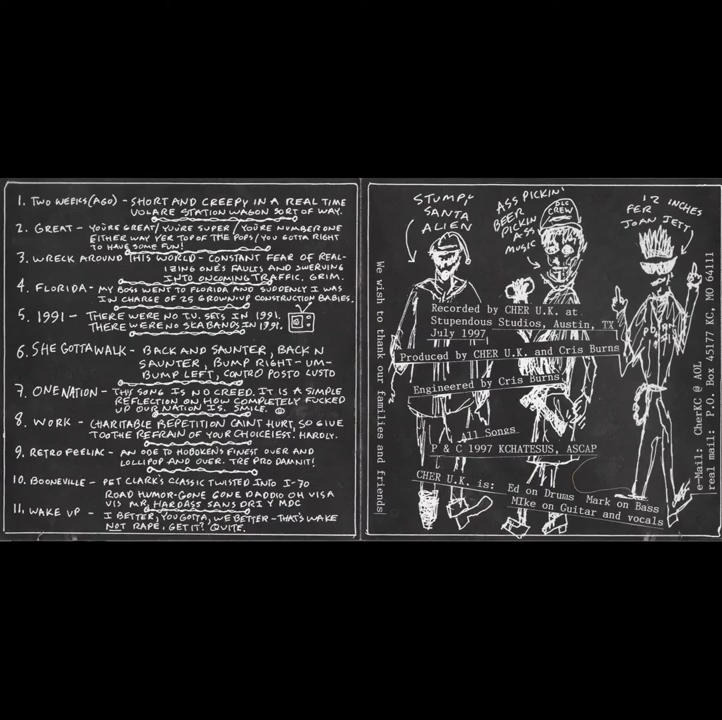 1. TWO WEEKS (AGO) - SHORT AND CREEPY IN A REAL TIME
VOLARE STATION WAGON SORT OF WAY.
2. GREAT - YOU'RE GREAT/YOU'RE SUPER/YOU'RE NUMBER ONE
EITHER WAY YER TOP OF THE POPS/YOU GOTTA RIGHT
TO HAVE SOME FUN!
3. WRECK AROUND THIS WORLD - CONSTANT FEAR OF REAL-
IZING ONE'S FAULTS AND SWERVING
INTO ONCOMING TRAFFIC. GRIM.
4. FLORIDA - MY BOSS WENT TO FLORIDA AND SUDDENLY I WAS
IN CHARGE OF 25 GROWNUP CONSTRUCTION BABIES.
5. 1991 - THERE WERE NO T.V. SETS IN 1991.
THERE WERE NO SKA BANDS IN 1991.
6. SHE GOTTA WALK - BACK AND SAUNTER, BACK N
SAUNTER, BUMP RIGHT-UM-
BUMP LEFT, CONTRO POSTO CUSTO
7. ONE NATION - THIS SONG IS NO CREED. IT IS A SIMPLE
REFLECTION ON HOW COMPLETELY FUCKED
UP OUR NATION IS. SMILE.
8. WORK - CHARITABLE REPETITION CAINT HURT, SO GIVE
TOO THE REFRAIN OF YOUR CHOICEIEST. HARDLY.
9. RETRO FEELIN - AN ODE TO HOBOKEN'S FINEST OVER AND
LOLLIPOP AND OVER. TRE PRO DAMNIT!
10. BOONEVILLE - PET CLARK'S CLASSIC TWISTED INTO I-70
ROAD HUMOR-GONE GONE DADDIO OH VISA
VIS MR. HARDASS SANS DRI Y MDC
11. WAKE UP - I BETTER, YOU GOTTA, WE BETTER - THAT'S WAKE
NOT RAPE, GET IT! QUITE.
We wish to thank our families and friends
STUMPY
SANTA
ALIEN
ASS PICKIN'
BEER
PICKIN
ASS
MUSIC
CREW
12 INCHES
FER
JOAN JETT
Recorded by CHER U.K. at
Stupendous Studios, Austin, TX
July 1997
Produced by CHER U.K. and Cris Burns
Engineered by Cris Burns
All Songs
P & C 1997 KCHATESUS, ASCAP
CHER U.K. is: Ed on Drums Mark on Bass
MIke on Guitar and vocals
e-Mail: CherKC @ AOL
real mail: P.O. Box 45177 KC, MO 64111